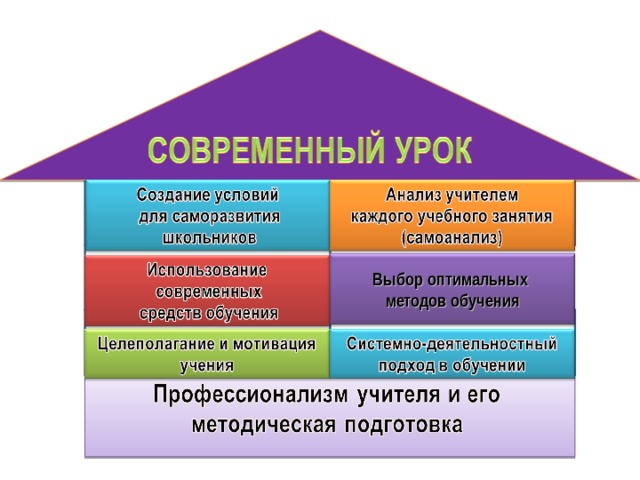 СОВРЕМЕННЫЙ УРОК
Создание условий
для саморазвития
школьников
Анализ учителем
каждого учебного занятия
(самоанализ)
Использование
современных
средств обучения
Выбор оптимальных
методов обучения
Целеполагание и мотивация
учения
Системно-деятельностный
подход в обучении
Профессионализм учителя и его
методическая подготовка